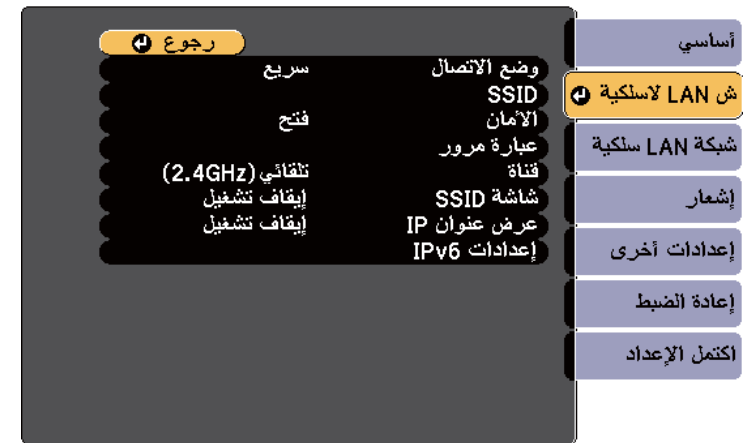 أساسي
ش LAN لاسلكية
شبكة LAN سلكية
إشعار
إعدادات أخرى
إعادة الضبط
اكتمل الإعداد
رجوع
وضع الاتصال سريع
SSID
الأمان فتح
عبارة مرور
قناة تلقائي (2.4GHz)
شاشة SSID إيقاف تشغيل
عرض عنوان IP إيقاف تشغيل
إعدادات IPv6